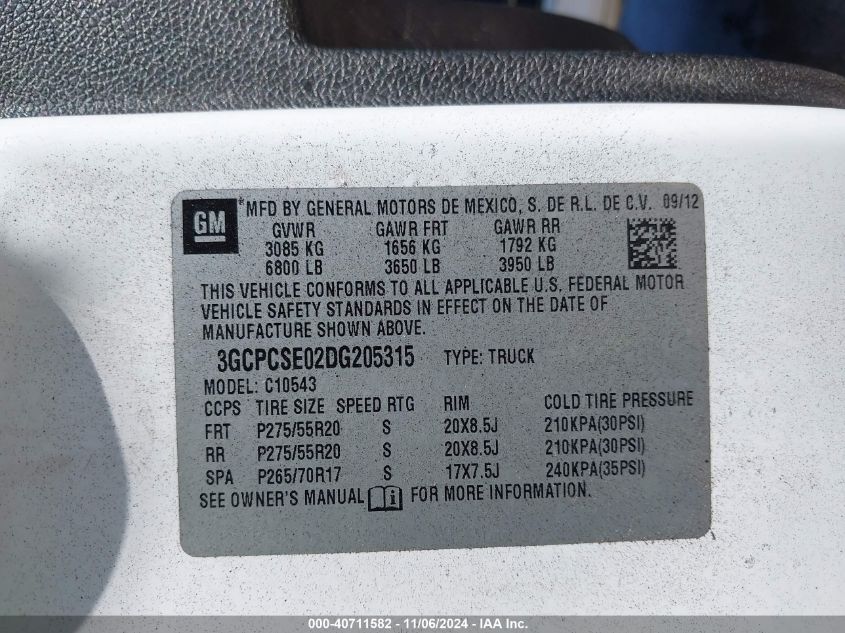 GM *MFD BY GENERAL MOTORS DE MEXICO, S. DE R.L. DE C.V. 09/12
GVWR GAWR FRT GAWR RR
3085 KG 1656 KG 1792 KG
6800 LB 3650 LB 3950 LB
THIS VEHICLE CONFORMS TO ALL APPLICABLE U.S. FEDERAL MOTOR
VEHICLE SAFETY STANDARDS IN EFFECT ON THE DATE OF
MANUFACTURE SHOWN ABOVE.
3GCPCSE02DG205315 TYPE: TRUCK
MODEL: C10543
CCPS TIRE SIZE SPEED RTG RIM COLD TIRE PRESSURE
FRT P275/55R20 S 20X8.5J 210KPA(30PSI)
RR P275/55R20 S 20X8.5J 210KPA(30PSI)
SPA P265/70R17 S 17X7.5J 240KPA(35PSI)
SEE OWNER'S MANUAL FOR MORE INFORMATION.
000-40711582 - 11/06/2024 - IAA Inc.